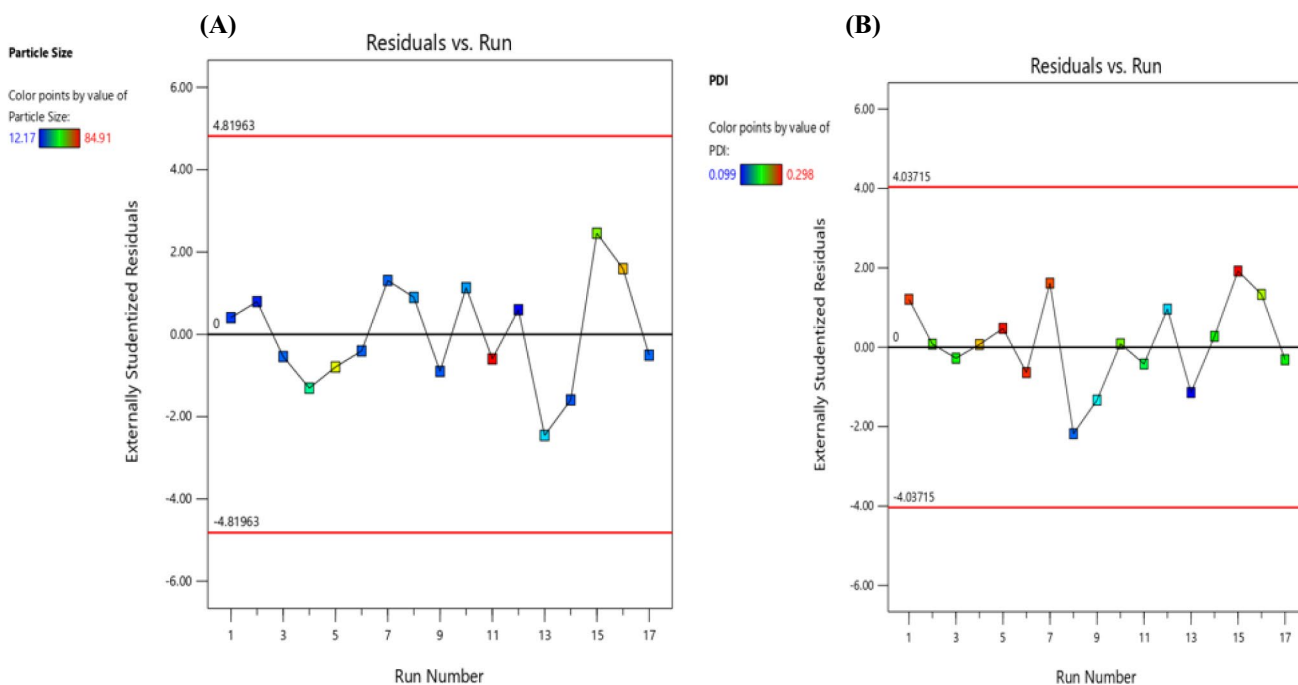 (A)
Residuals vs. Run
Particle Size
Color points by value of
Particle Size:
12.17 84.91
Externally Studentized Residuals
6.00
4.00
2.00
0.00
-2.00
-4.00
-6.00
4.81963
0
-4.81963
1 3 5 7 9 11 13 15 17
Run Number
(B)
Residuals vs. Run
PDI
Color points by value of
PDI:
0.099 0.298
Externally Studentized Residuals
6.00
4.00
2.00
0.00
-2.00
-4.00
-6.00
4.03715
0
-4.03715
1 3 5 7 9 11 13 15 17
Run Number